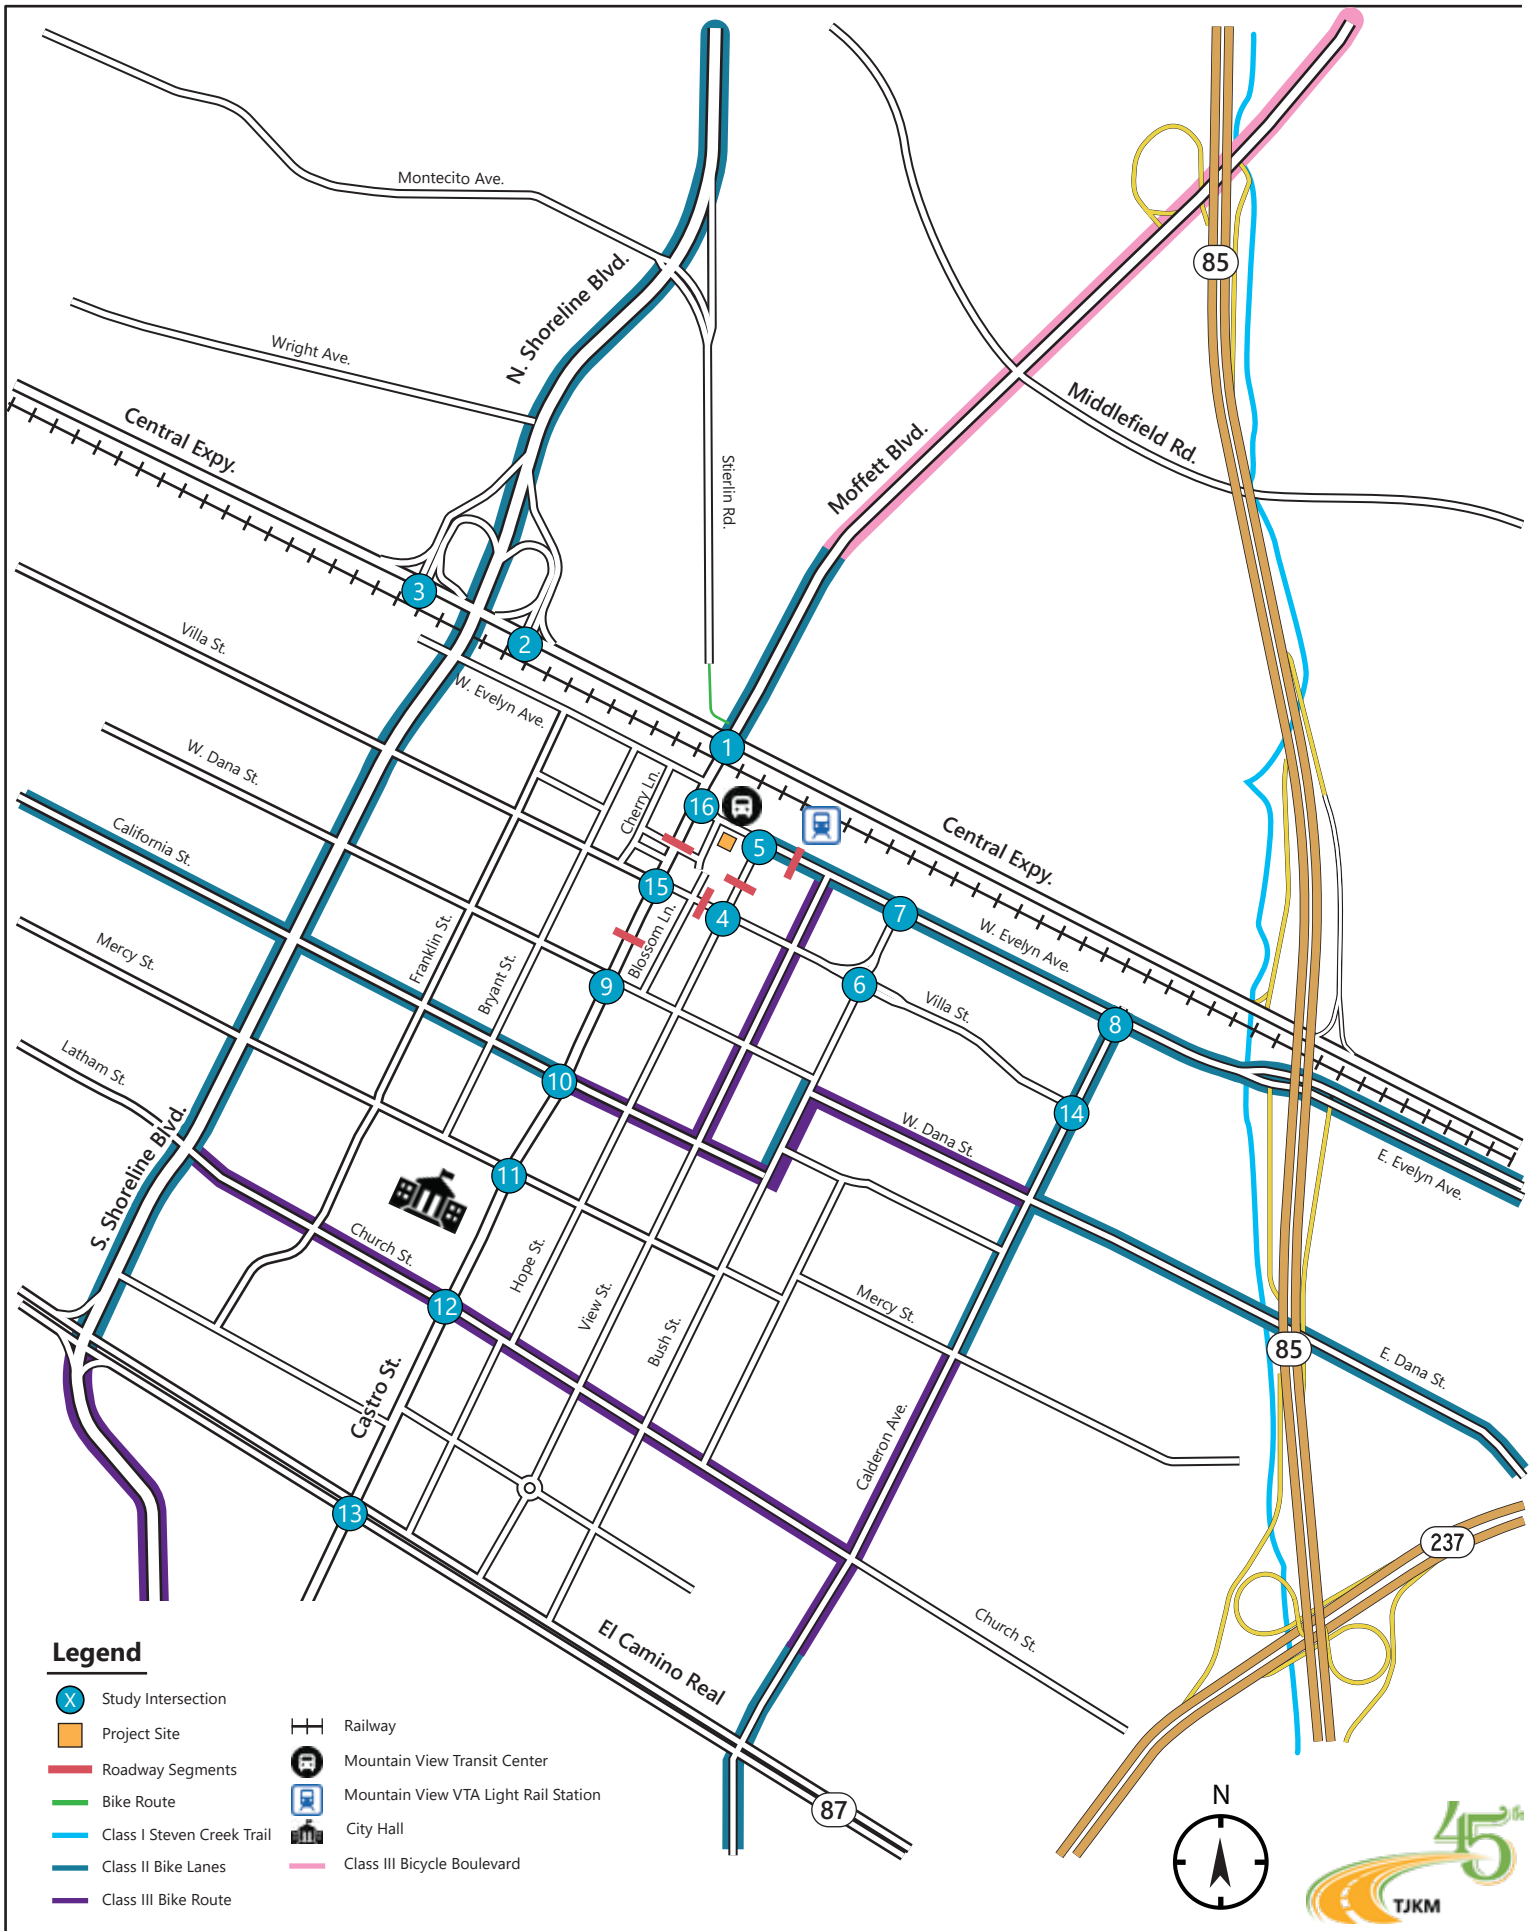 Montecito Ave.
N. Shoreline Blvd.
85
Wright Ave.
Central Expy.
Middlefield Rd.
Moffett Blvd.
Stierlin Rd.
3
2
Villa St.
W. Evelyn Ave.
1
W. Dana St.
Cherry Ln.
16
California St.
5
Central Expy.
15
4
7
W. Evelyn Ave.
Mercy St.
Franklin St.
Bryant St.
Blossom Ln.
9
6
Villa St.
8
Latham St.
10
14
W. Dana St.
S. Shoreline Blvd.
11
E. Evelyn Ave.
Church St.
Hope St.
View St.
Bush St.
12
Mercy St.
85
E. Dana St.
Castro St.
Calderon Ave.
13
237
El Camino Real
Church St.
87
Legend
X Study Intersection
Project Site
Roadway Segments
Bike Route
Class I Steven Creek Trail
Class II Bike Lanes
Class III Bike Route
Railway
Mountain View Transit Center
Mountain View VTA Light Rail Station
City Hall
Class III Bicycle Boulevard
N
45th
TJKM